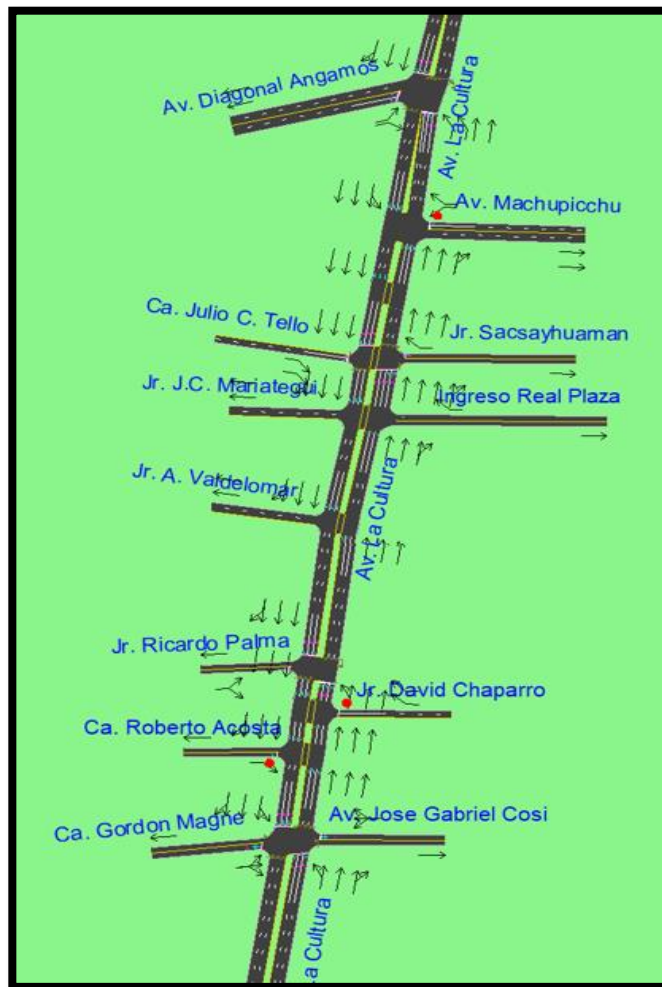 Av. Diagonal Angamos
Av. La Cultura
Av. Machupicchu
Ca. Julio C. Tello
Jr. Sacsayhuaman
Jr. J.C. Mariategui
Ingreso Real Plaza
Jr. A. Valdelomar
Av. La Cultura
Jr. Ricardo Palma
Jr. David Chaparro
Ca. Roberto Acosta
Av. Jose Gabriel Cosi
Ca. Gordon Magne
La Cultura